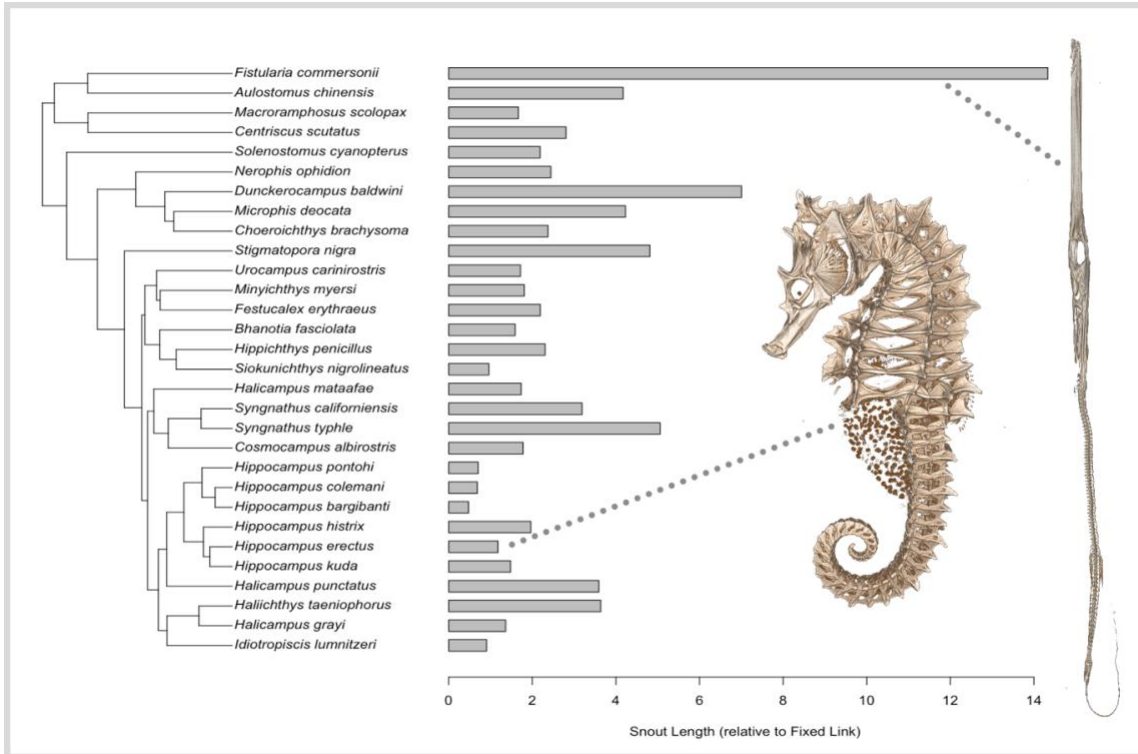 Fistularia commersonii
Aulostomus chinensis
Macroramphosus scolopax
Centriscus scutatus
Solenostomus cyanopterus
Nerophis ophidion
Dunckerocampus baldwini
Microphis deocata
Choeroichthys brachysoma
Stigmatopora nigra
Urocampus carinirostris
Minyichthys myersi
Festucalex erythraeus
Bhanotia fasciolata
Hippichthys penicillus
Siokunichthys nigrolineatus
Halicampus mataafae
Syngnathus californiensis
Syngnathus typhle
Cosmocampus albirostris
Hippocampus pontohi
Hippocampus colemani
Hippocampus bargibanti
Hippocampus histrix
Hippocampus erectus
Hippocampus kuda
Halicampus punctatus
Haliichthys taeniophorus
Halicampus grayi
Idiotropiscis lumnitzeri
0 2 4 6 8 10 12 14
Snout Length (relative to Fixed Link)